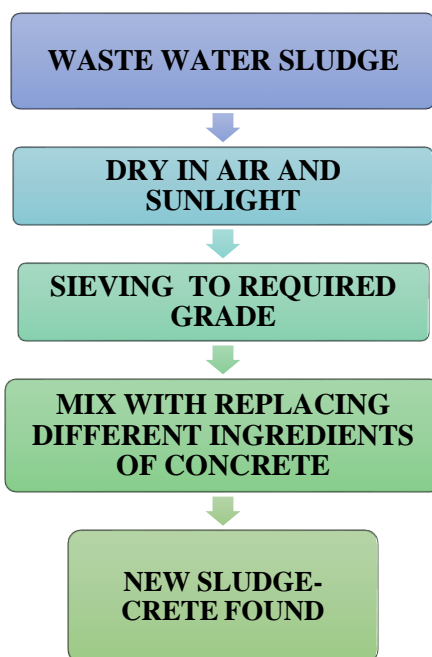 WASTE WATER SLUDGE
DRY IN AIR AND
SUNLIGHT
SIEVING TO REQUIRED
GRADE
MIX WITH REPLACING
DIFFERENT INGREDIENTS
OF CONCRETE
NEW SLUDGE-
CRETE FOUND